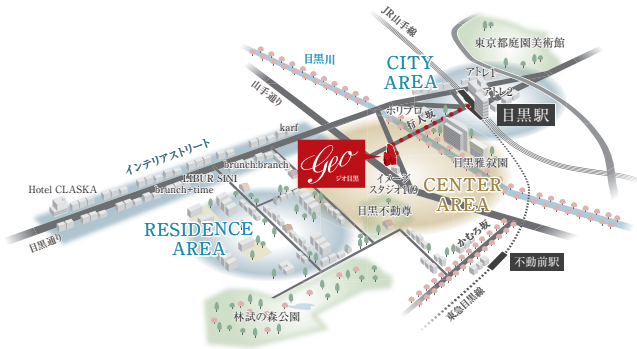 JR山手線
東京都庭園美術館
目黒川
CITY
AREA
アトレ1
アトレ2
山手通り
ホリプロ
行人坂
目黒駅
karf
インテリアストリート
geo
ジオ目黒
brunch:branch
目黒雅叙園
LIBUR SINI
イメージ
スタジオ109
Hotel CLASKA
brunch+time
CENTER
AREA
目黒不動尊
目黒通り
RESIDENCE
AREA
かむろ坂
不動前駅
東急目黒線
林試の森公園